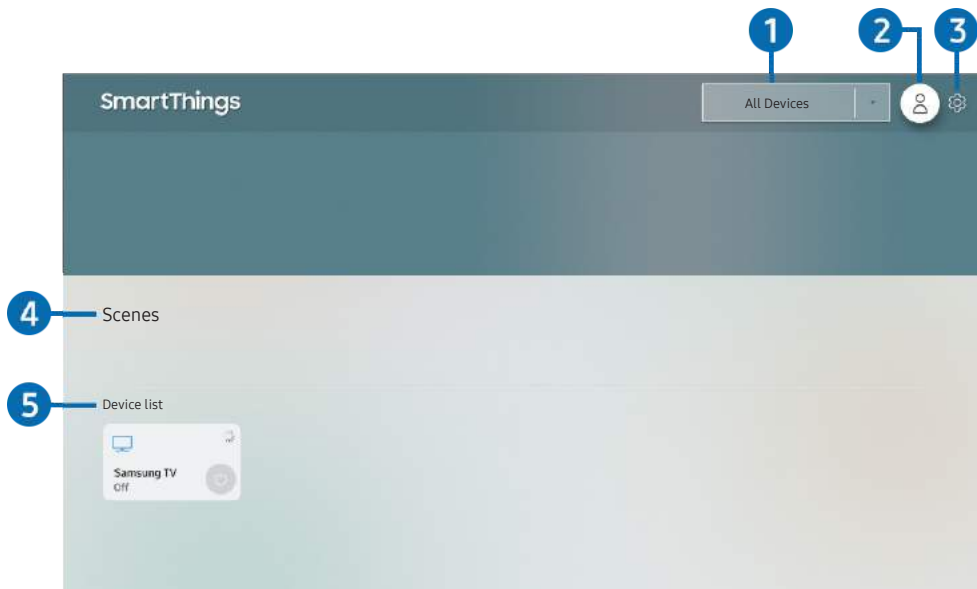 1 2 3
SmartThings
All Devices
4 Scenes
5 Device list
Samsung TV
Off